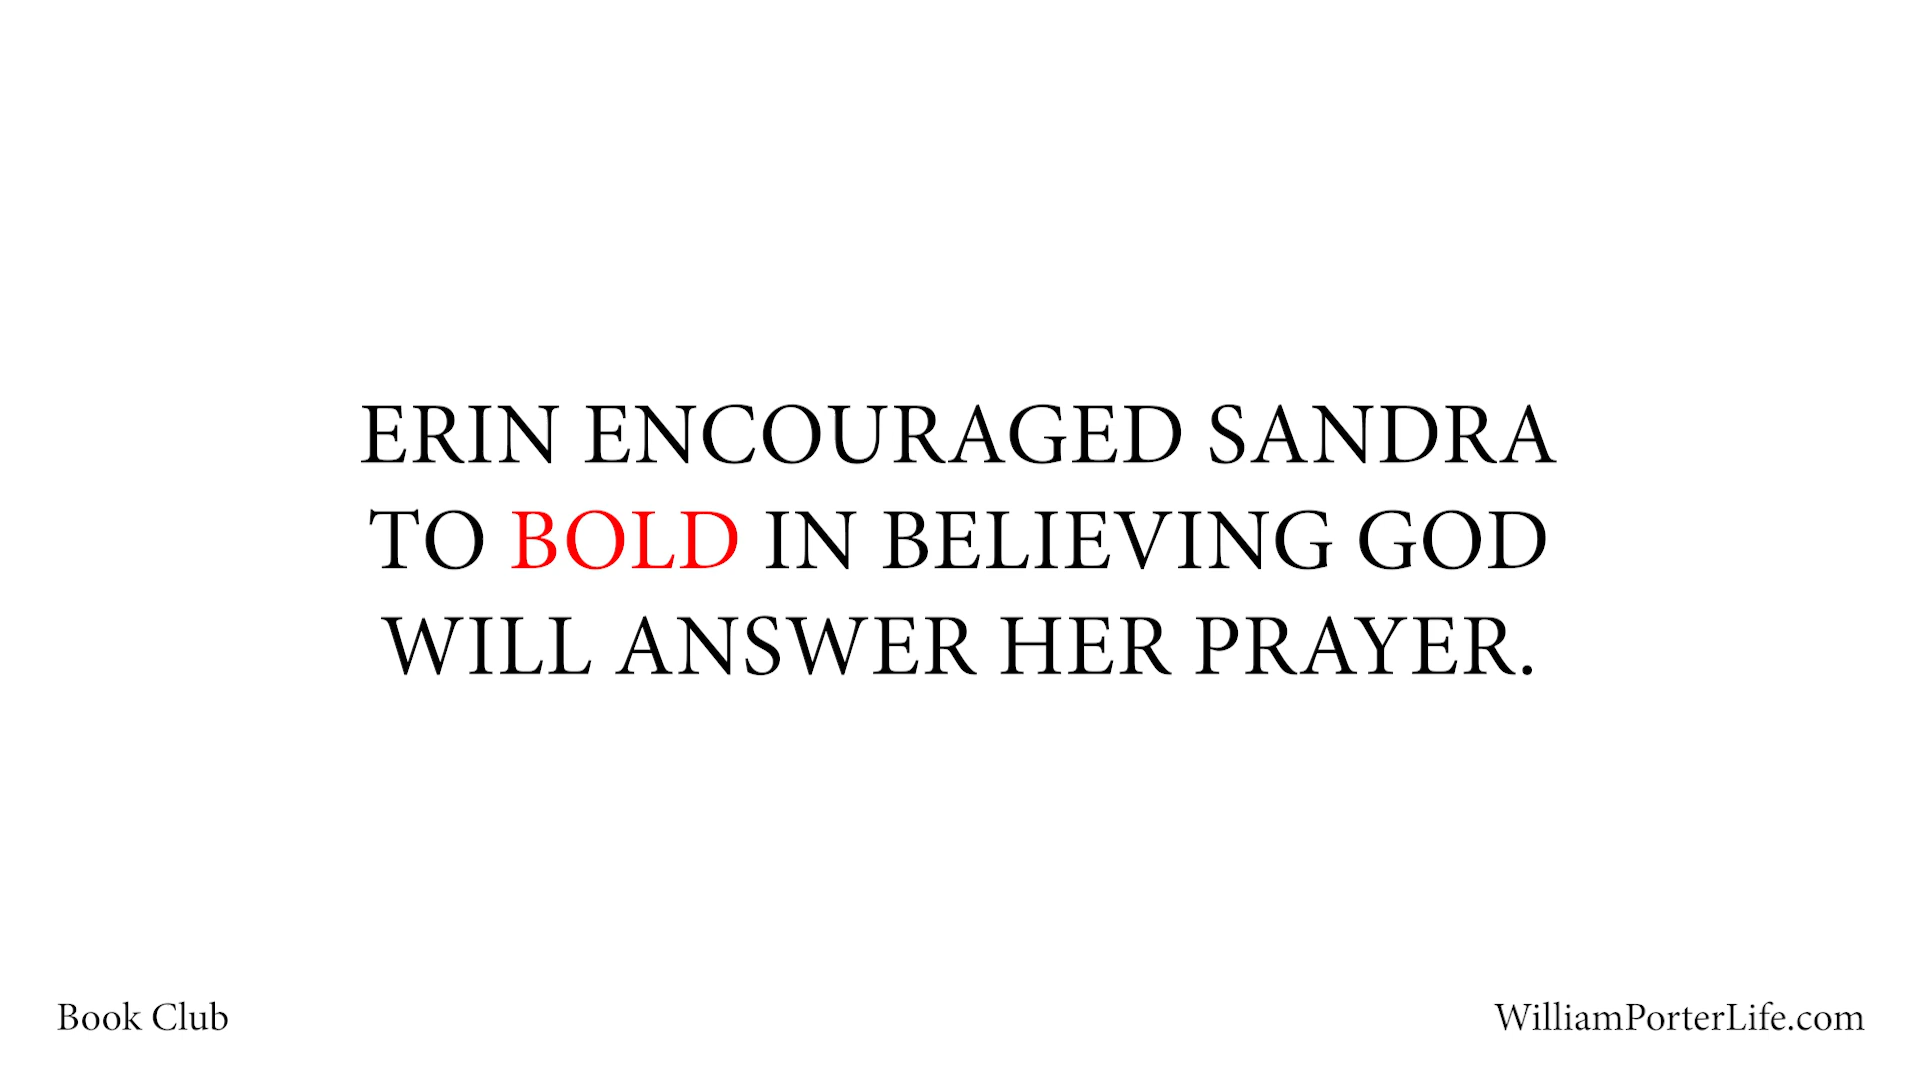 ERIN ENCOURAGED SANDRA
TO BOLD IN BELIEVING GOD
WILL ANSWER HER PRAYER.
Book Club
WilliamPorterLife.com